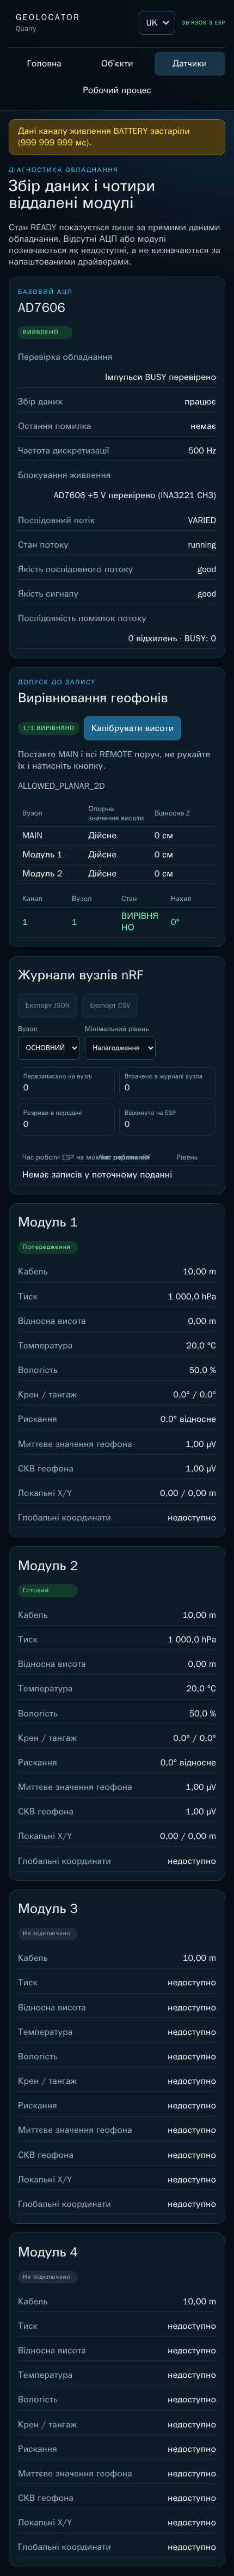 GEOLOCATOR
Quarry
UK
ЗВ'ЯЗОК З ESP
Головна
Об'єкти
Датчики
Робочий процес
Дані каналу живлення BATTERY застаріли
(999 999 999 мс).
ДІАГНОСТИКА ОБЛАДНАННЯ
Збір даних і чотири
віддалені модулі
Стан READY показується лише за прямими даними
обладнання. Відсутні АЦП або модулі
позначаються як недоступні, а не визначаються за
налаштованими драйверами.
БАЗОВИЙ АЦП
AD7606
ВИЯВЛЕНО
Перевірка обладнання
Імпульси BUSY перевірено
Збір даних працює
Остання помилка немає
Частота дискретизації 500 Hz
Блокування живлення
AD7606 +5 V перевірено (INA3221 CH3)
Послідовний потік VARIED
Стан потоку running
Якість послідовного потоку good
Якість сигналу good
Послідовність помилок потоку
0 відхилень · BUSY: 0
ДОПУСК ДО ЗАПИСУ
Вирівнювання геофонів
1/1 ВИРІВНЯНО
Калібрувати висоти
Поставте MAIN і всі REMOTE поруч, не рухайте
їх і натисніть кнопку.
ALLOWED_PLANAR_2D
Вузол Опорне значення висоти Відносна Z
MAIN Дійсне 0 см
Модуль 1 Дійсне 0 см
Модуль 2 Дійсне 0 см
Канал Вузол Стан Нахил
1 1 ВИРІВНЯНО 0°
Журнали вузлів nRF
Експорт JSON Експорт CSV
Вузол Мінімальний рівень
ОСНОВНИЙ Налагодження
Перезаписано на вузлі Втрачено в журналі вузла
0 0
Розриви в передачі Відкинуто на ESP
0 0
Час роботи ESP на момент Рівень
Немає записів у поточному поданні
Модуль 1
Попередження
Кабель 10,00 m
Тиск 1 000,0 hPa
Відносна висота 0,00 m
Температура 20,0 °C
Вологість 50,0 %
Крен / тангаж 0,0° / 0,0°
Рискання 0,0° відносне
Миттєве значення геофона 1,00 µV
СКВ геофона 1,00 µV
Локальні X/Y 0,00 / 0,00 m
Глобальні координати недоступно
Модуль 2
Готовий
Кабель 10,00 m
Тиск 1 000,0 hPa
Відносна висота 0,00 m
Температура 20,0 °C
Вологість 50,0 %
Крен / тангаж 0,0° / 0,0°
Рискання 0,0° відносне
Миттєве значення геофона 1,00 µV
СКВ геофона 1,00 µV
Локальні X/Y 0,00 / 0,00 m
Глобальні координати недоступно
Модуль 3
Не підключено
Кабель 10,00 m
Тиск недоступно
Відносна висота недоступно
Температура недоступно
Вологість недоступно
Крен / тангаж недоступно
Рискання недоступно
Миттєве значення геофона недоступно
СКВ геофона недоступно
Локальні X/Y недоступно
Глобальні координати недоступно
Модуль 4
Не підключено
Кабель 10,00 m
Тиск недоступно
Відносна висота недоступно
Температура недоступно
Вологість недоступно
Крен / тангаж недоступно
Рискання недоступно
Миттєве значення геофона недоступно
СКВ геофона недоступно
Локальні X/Y недоступно
Глобальні координати недоступно